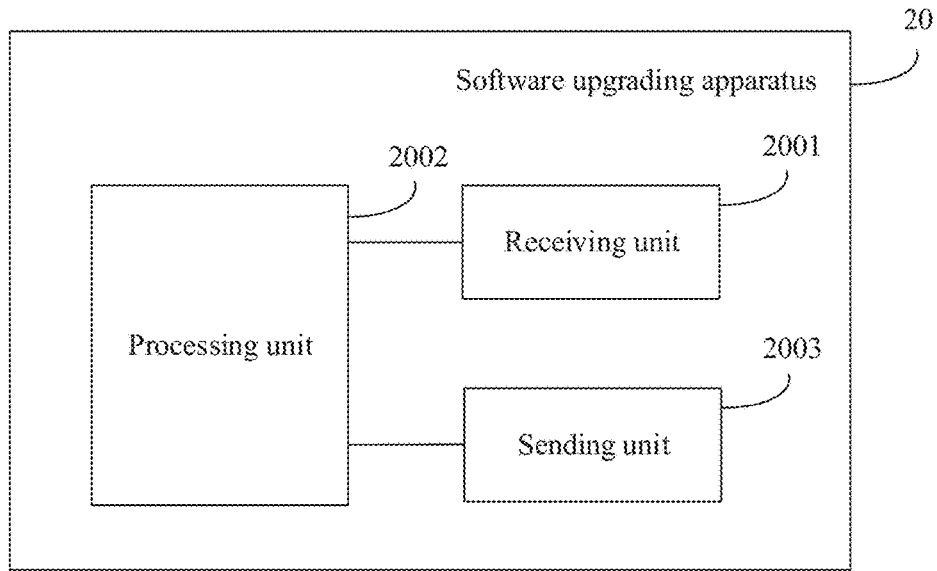 20
Software upgrading apparatus
2002
2001
Receiving unit
Processing unit
2003
Sending unit